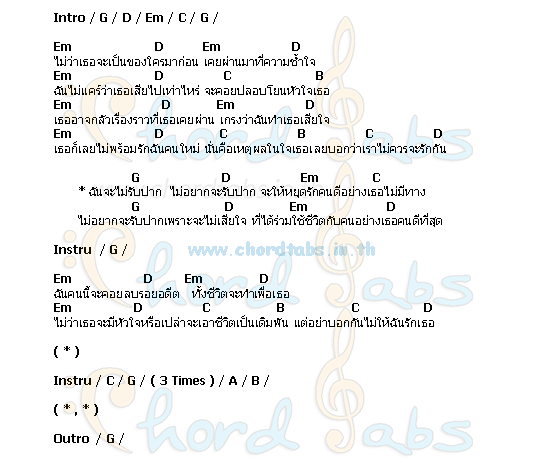 Intro / G / D / Em / C / G /
Em D Em D
ไม่ว่าเธอจะเป็นของใครมาก่อน เคยผ่านมาที่ความช้ำใจ
Em D C B
ฉันไม่แคร์ว่าเธอเสียไปเท่าไหร่ จะคอยปลอบโยนหัวใจเธอ
Em D Em D
เธออาจกลัวเรื่องราวที่เธอเคยผ่าน เกรงว่าฉันทำเธอเสียใจ
Em D C B C D
เธอก็เลยไม่พร้อมรักฉันคนใหม่ นั่นคือเหตุผลในใจเธอเลยบอกว่าเราไม่ควรจะรักกัน
G D Em C
* ฉันจะไม่รับปาก ไม่อยากจะรับปาก จะให้หยุดรักคนดีอย่างเธอไม่มีทาง
G D Em D
ไม่อยากจะรับปากเพราะจะไม่เสียใจ ที่ได้ร่วมใช้ชีวิตกับคนอย่างเธอคนดีที่สุด
www.chordtabs.in.th
Instru / G /
Em D Em D
ฉันคนนี้จะคอยลบรอยอดีต ทั้งชีวิตจะทำเพื่อเธอ
Em D C B C D
ไม่ว่าเธอจะมีหัวใจหรือเปล่าจะเอาชีวิตเป็นเดิมพัน แต่อย่าบอกกันไม่ให้ฉันรักเธอ
( * )
Instru / C / G / ( 3 Times ) / A / B /
( * , * )
Outro / G /